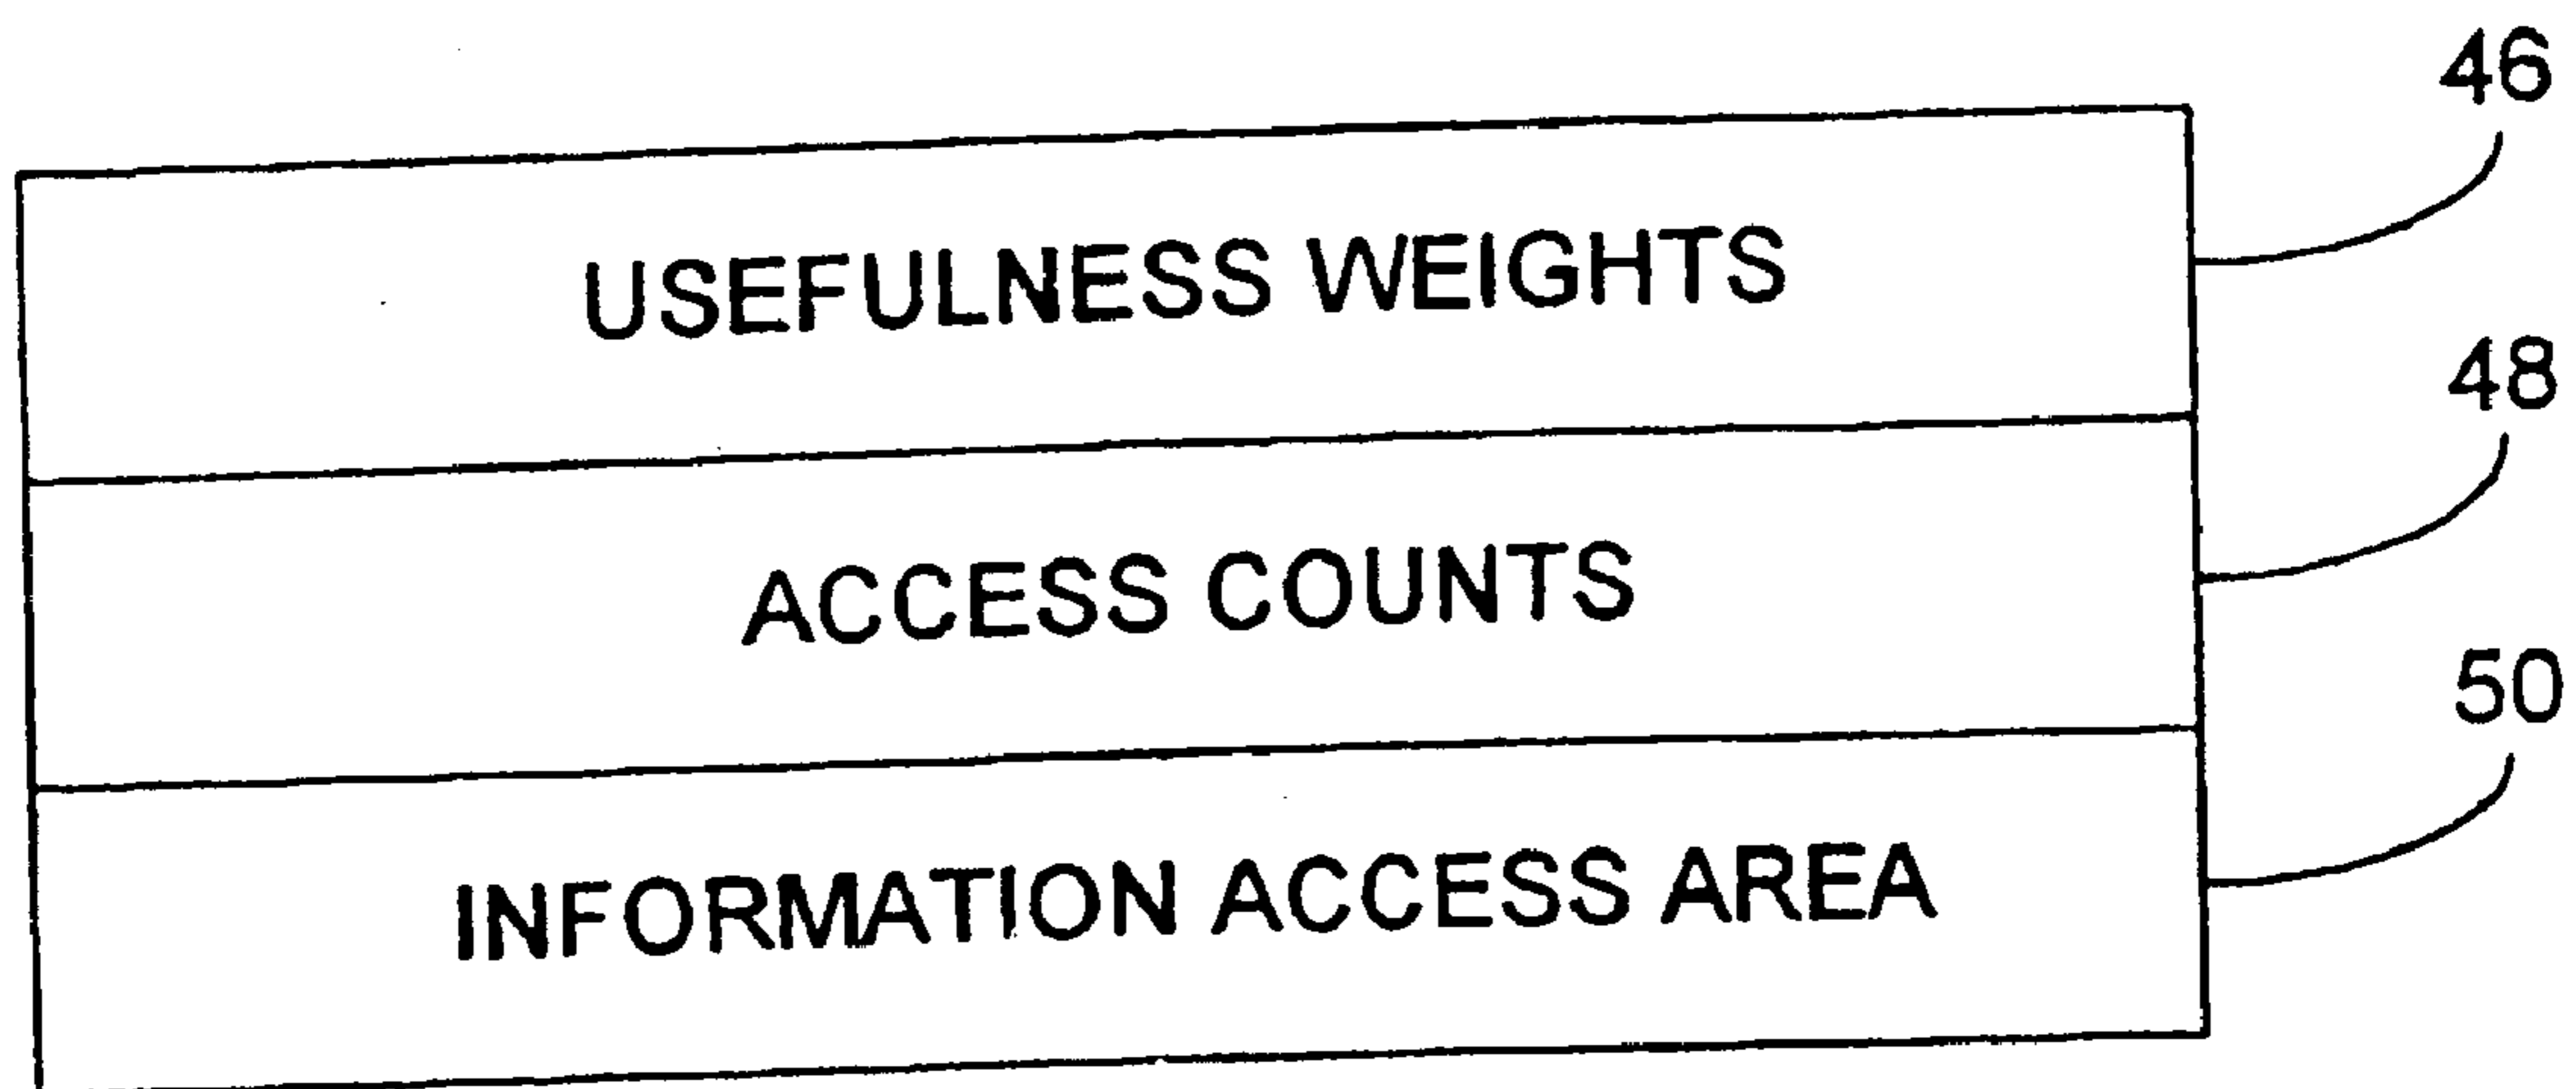 46
USEFULNESS WEIGHTS
48
ACCESS COUNTS
50
INFORMATION ACCESS AREA